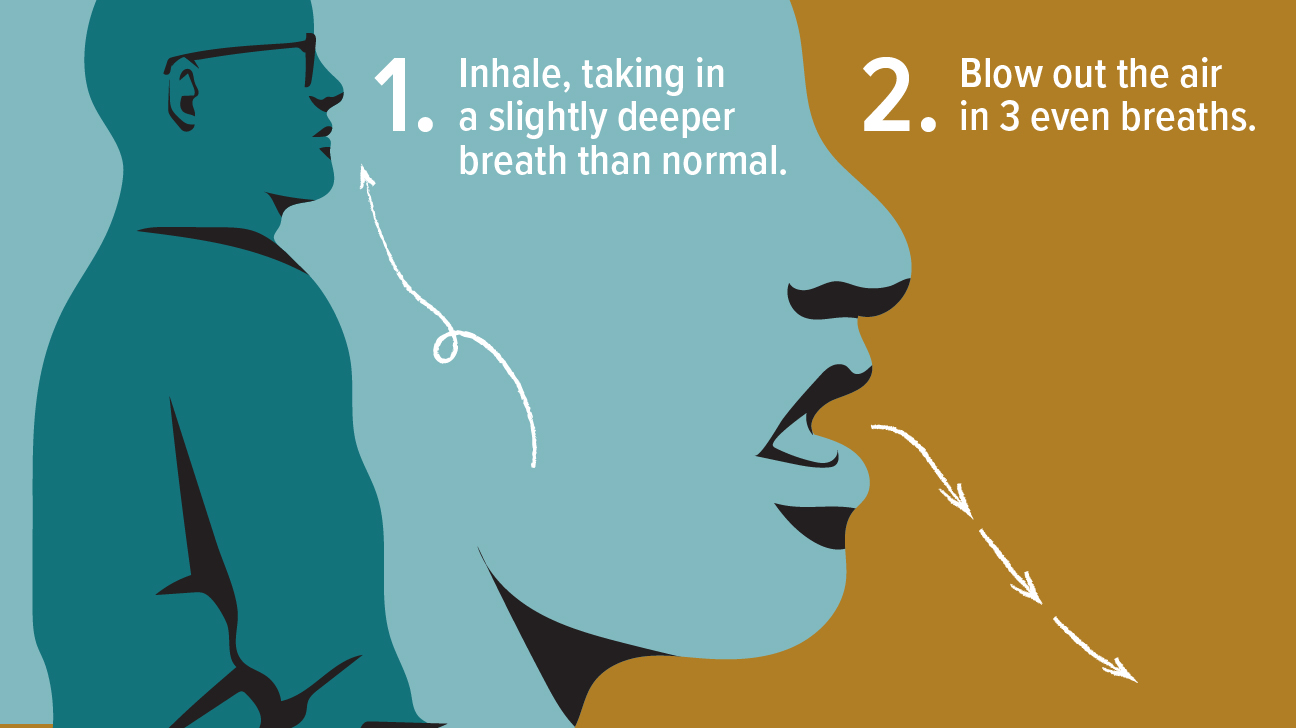 1. Inhale, taking in
a slightly deeper
breath than normal.
2. Blow out the air
in 3 even breaths.